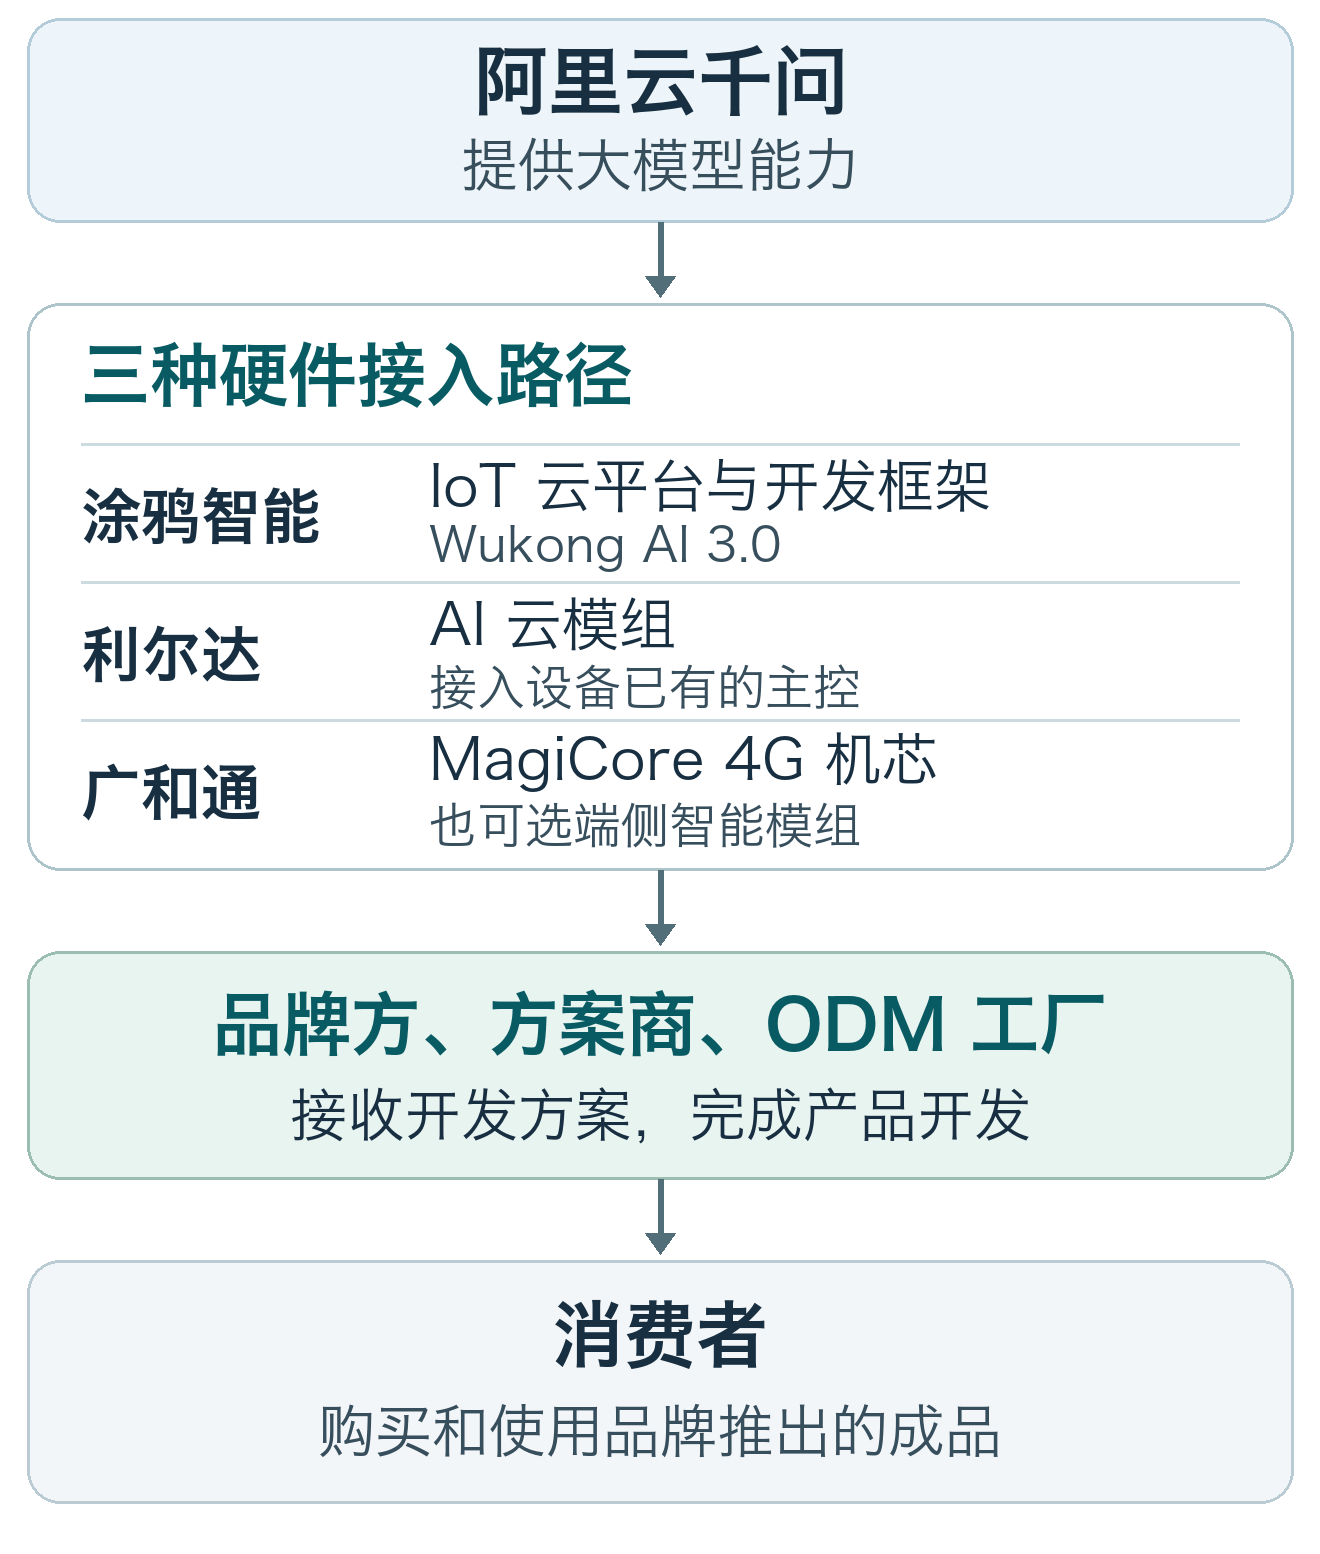 阿里云千问
提供大模型能力
三种硬件接入路径
涂鸦智能
IoT 云平台与开发框架
Wukong AI 3.0
利尔达
AI 云模组
接入设备已有的主控
广和通
MagiCore 4G 机芯
也可选端侧智能模组
品牌方、方案商、ODM 工厂
接收开发方案，完成产品开发
消费者
购买和使用品牌推出的成品